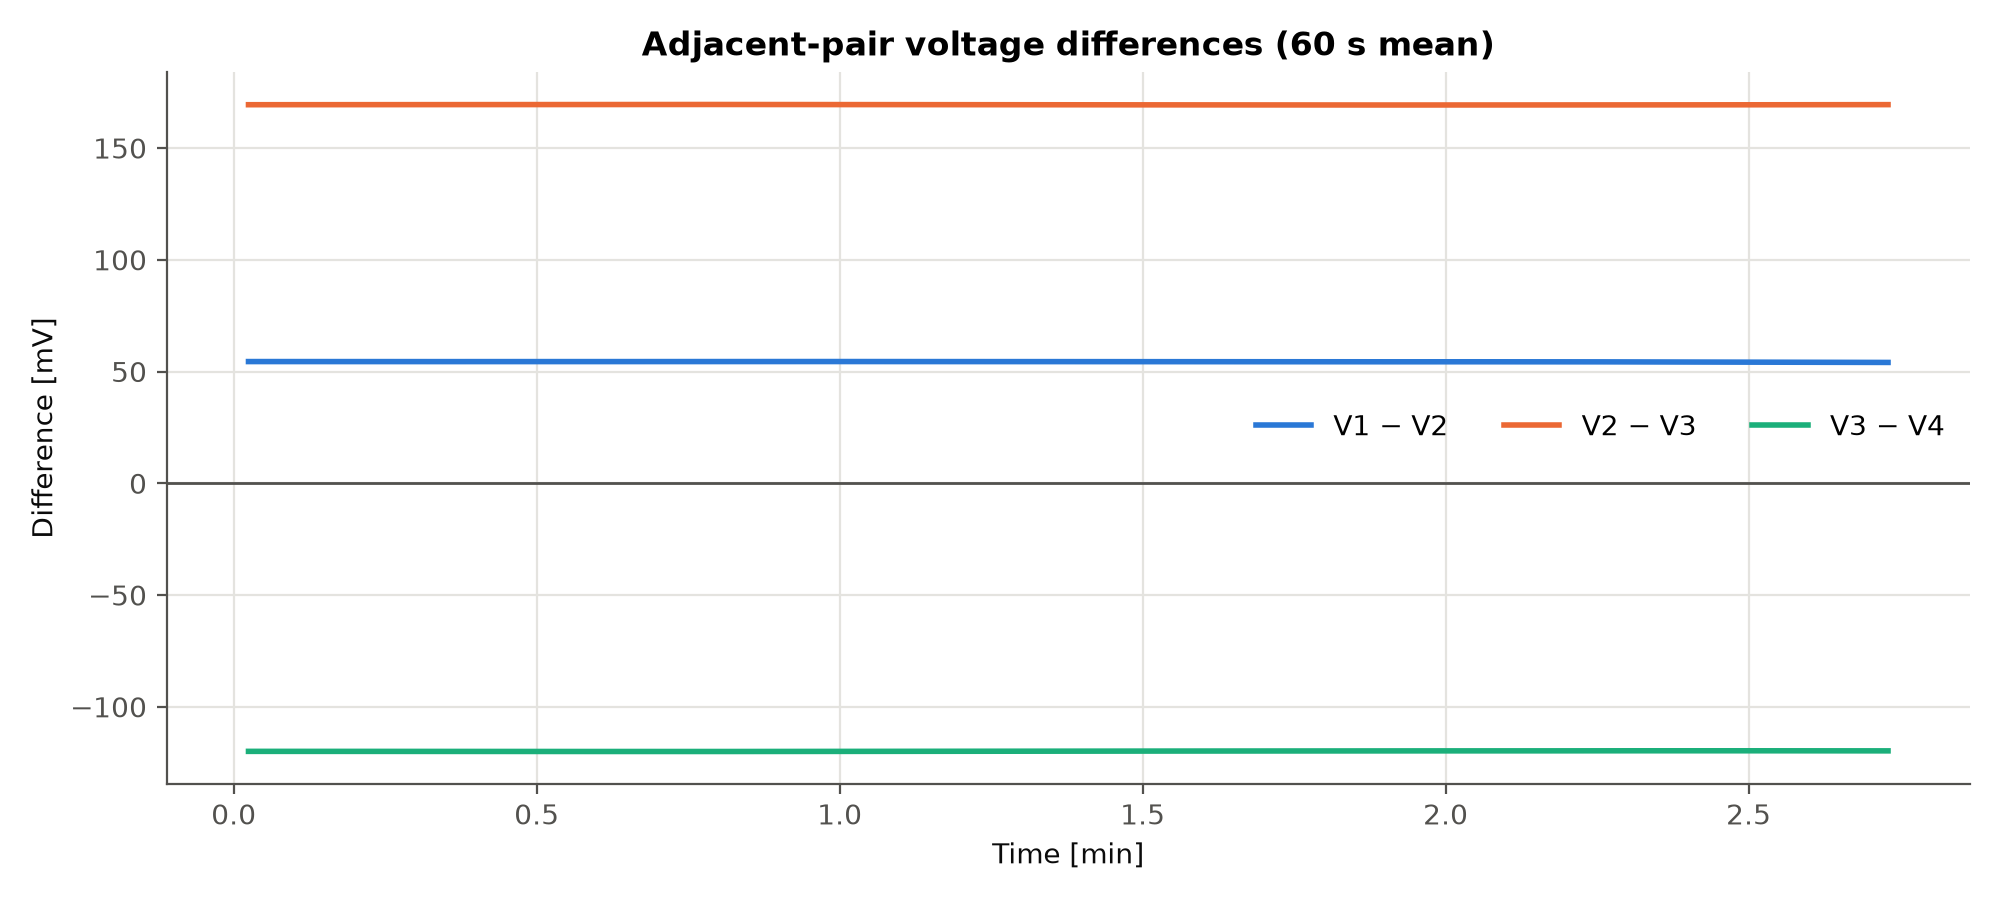 Adjacent-pair voltage differences (60 s mean)
Difference [mV]
150
100
50
0
−50
−100
V1 − V2 V2 − V3 V3 − V4
0.0 0.5 1.0 1.5 2.0 2.5
Time [min]